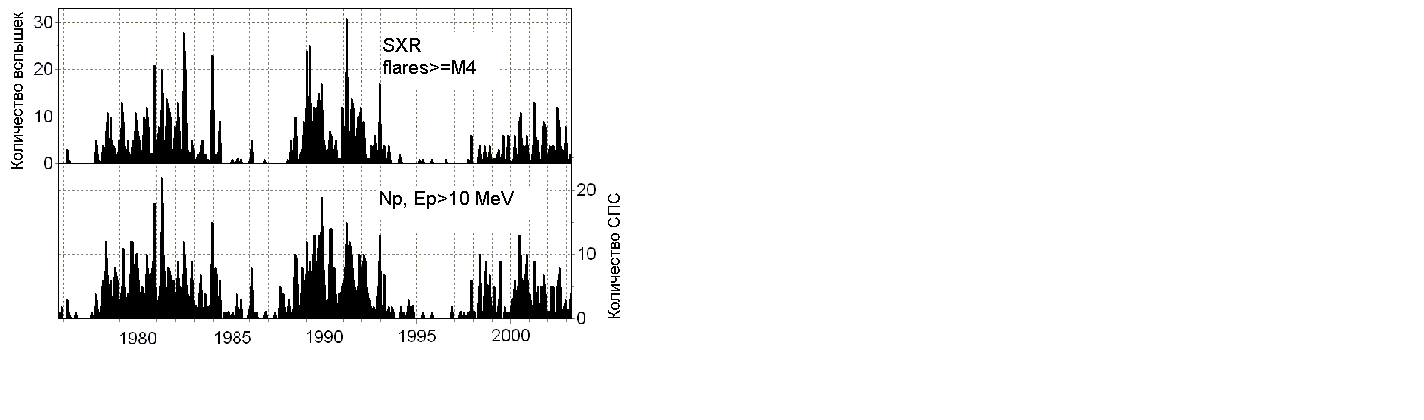 Количество вспышек
30
20
10
0
SXR
flares>=M4
Np, Ep>10 MeV
20
10
0
Количество СПС
1980
1985
1990
1995
2000